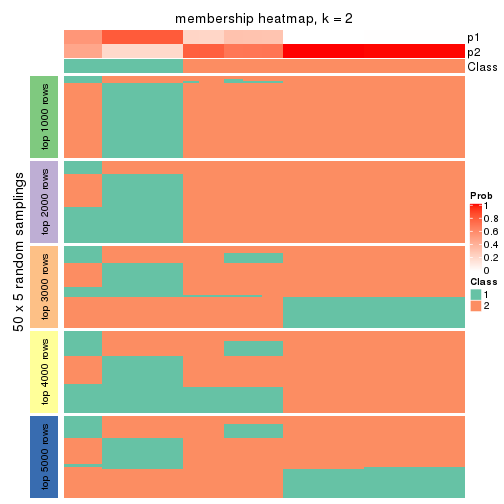 membership heatmap, k = 2
p1
p2
Class
50 x 5 random samplings
top 1000 rows
top 2000 rows
top 3000 rows
top 4000 rows
top 5000 rows
Prob
1
0.8
0.6
0.4
0.2
0
Class
1
2